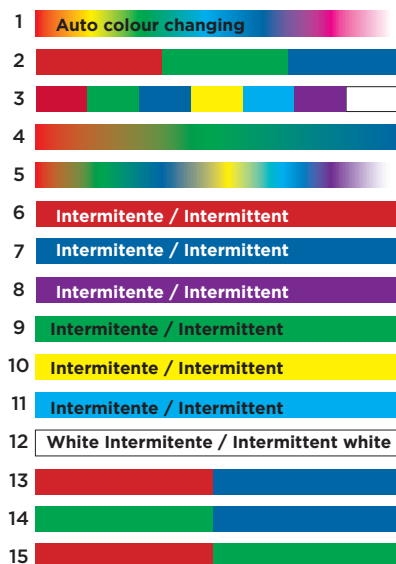 1 Auto colour changing
2
3
4
5
6 Intermitente / Intermittent
7 Intermitente / Intermittent
8 Intermitente / Intermittent
9 Intermitente / Intermittent
10 Intermitente / Intermittent
11 Intermitente / Intermittent
12 White Intermitente / Intermittent white
13
14
15